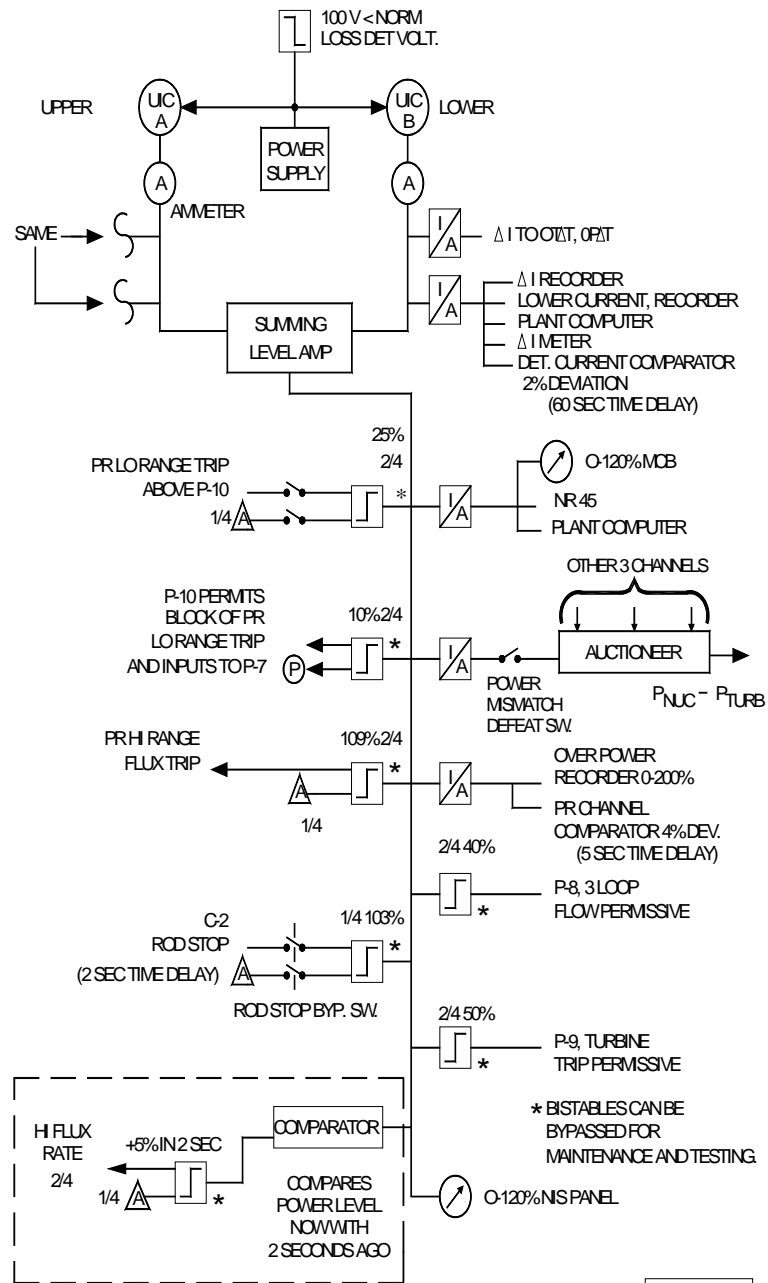 100 V < NORM
LOSS DET VOLT.
UPPER
UIC
A
UIC
B
LOWER
POWER
SUPPLY
A
A
AMMETER
SAME
I/A
Δ I TO OTΔT, 0PΔT
I/A
Δ I RECORDER
LOWER CURRENT, RECORDER
PLANT COMPUTER
Δ I METER
DET. CURRENT COMPARATOR
2% DEVIATION
(60 SEC TIME DELAY)
SUMMING
LEVEL AMP
25%
2/4
PR LO RANGE TRIP
ABOVE P-10
1/4 A
*
I/A
O-120% MCB
NR 45
PLANT COMPUTER
OTHER 3 CHANNELS
P-10 PERMITS
BLOCK OF PR
LO RANGE TRIP
AND INPUTS TO P-7
P
10% 2/4
*
I/A
POWER
MISMATCH
DEFEAT SW.
AUCTIONEER
PNUC - PTURB
PR HI RANGE
FLUX TRIP
109% 2/4
*
A
1/4
I/A
OVER POWER
RECORDER 0-200%
PR CHANNEL
COMPARATOR 4% DEV.
(5 SEC TIME DELAY)
2/4 40%
*
P-8, 3 LOOP
FLOW PERMISSIVE
C-2
ROD STOP
(2 SEC TIME DELAY)
A
1/4 103%
*
ROD STOP BYP. SW.
2/4 50%
*
P-9, TURBINE
TRIP PERMISSIVE
* BISTABLES CAN BE
BYPASSED FOR
MAINTENANCE AND TESTING.
HI FLUX
RATE
2/4
+5% IN 2 SEC
1/4 A
*
COMPARATOR
COMPARES
POWER LEVEL
NOW WITH
2 SECONDS AGO
O-120% NIS PANEL